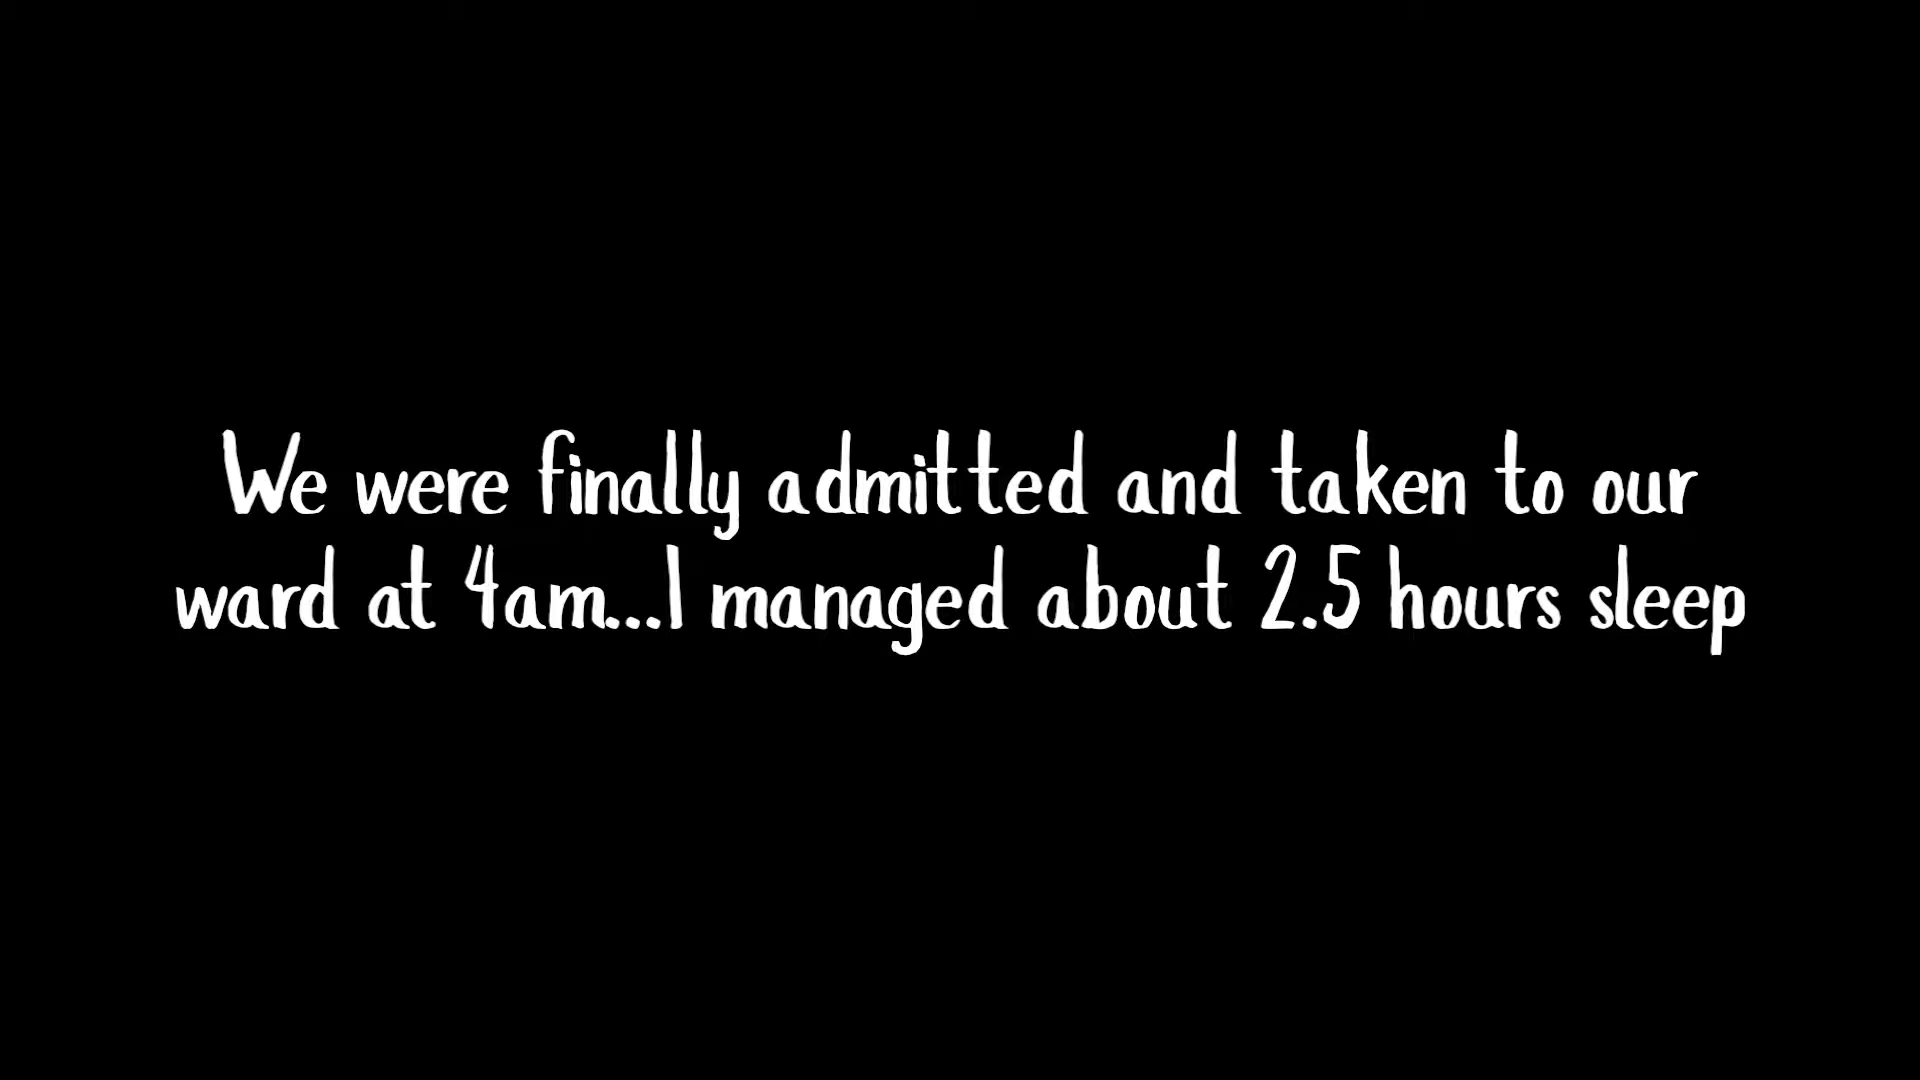 We were finally admitted and taken to our
ward at 4am...I managed about 2.5 hours sleep